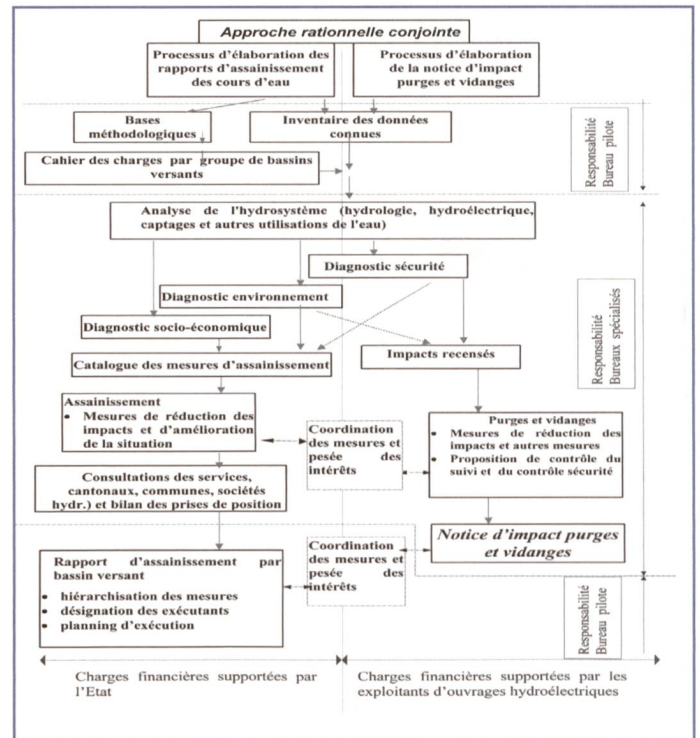 Approche rationnelle conjointe
Processus d'élaboration des
rapports d'assainissement
des cours d'eau
Processus d'élaboration
de la notice d'impact
purges et vidanges
Bases
méthodologiques
Inventaire des données
connues
Cahier des charges par groupe de bassins
versants
Responsabilité
Bureau pilote
Analyse de l'hydrosystème (hydrologie, hydroélectrique,
captages et autres utilisations de l'eau)
Diagnostic sécurité
Diagnostic environnement
Diagnostic socio-économique
Catalogue des mesures d'assainissement
Impacts recensés
Responsabilité
Bureaux spécialisés
Assainissement
• Mesures de réduction des
impacts et d'amélioration
de la situation
Coordination
des mesures et
pesée des
intérêts
Purges et vidanges
• Mesures de réduction des
impacts et autres mesures
• Proposition de contrôle du
suivi et du contrôle sécurité
Consultations des services,
cantonaux, communes, sociétés
hydr.) et bilan des prises de position
Notice d'impact purges
et vidanges
Rapport d'assainissement par
bassin versant
• hiérarchisation des mesures
• désignation des exécutants
• planning d'exécution
Coordination
des mesures et
pesée des
intérêts
Responsabilité
Bureau pilote
Charges financières supportées par
l'Etat
Charges financières supportées par les
exploitants d'ouvrages hydroélectriques